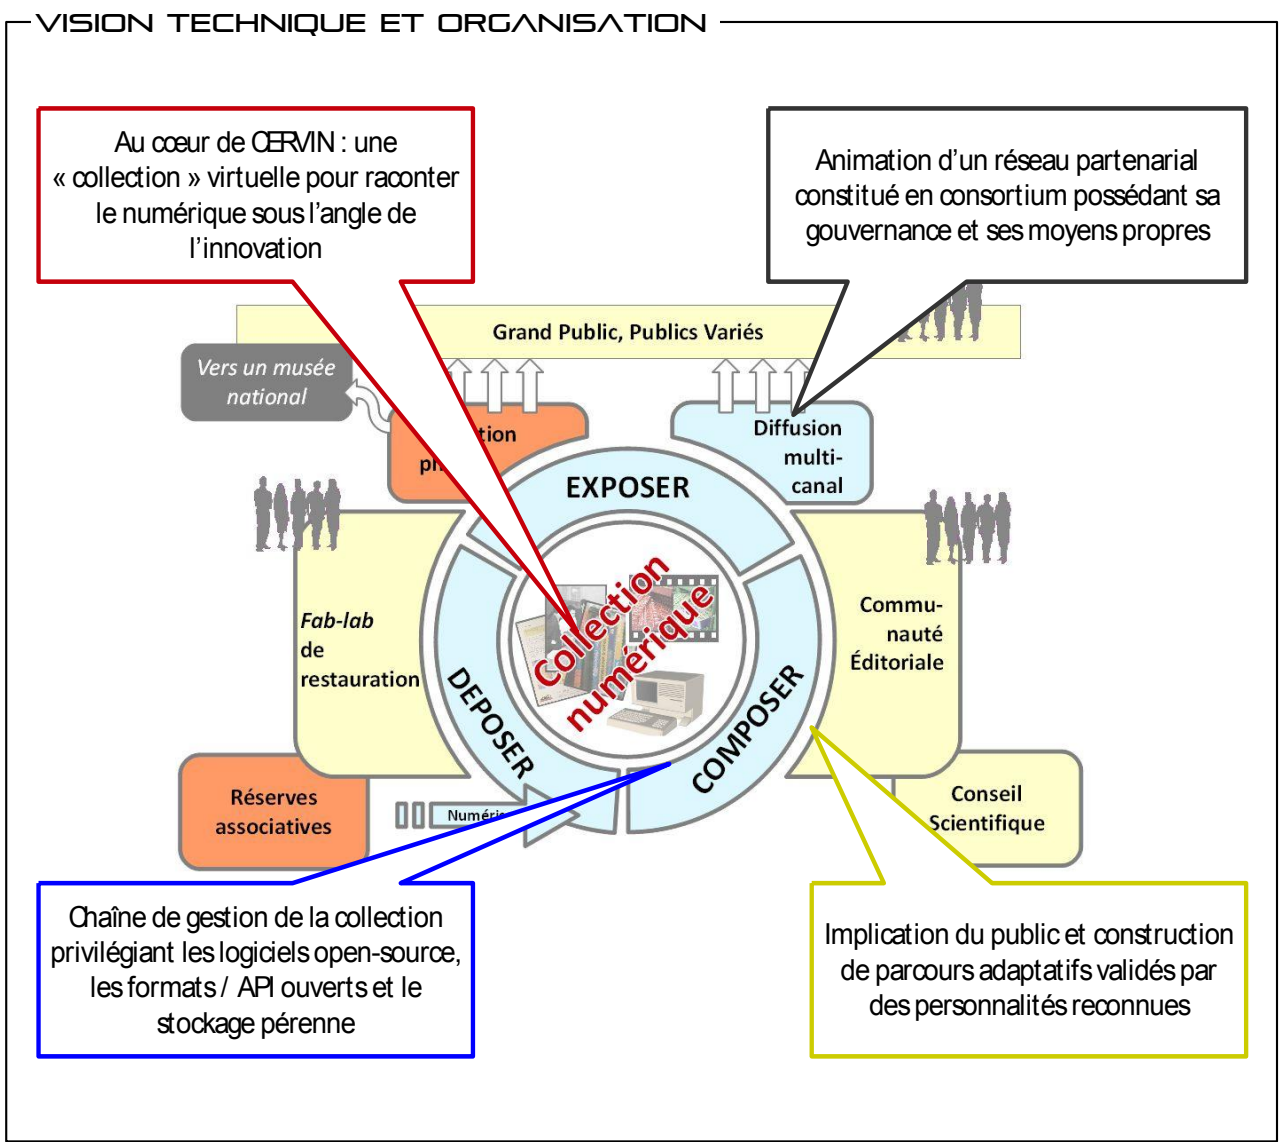 VISION TECHNIQUE ET ORGANISATION
Au cœur de CERVIN : une
« collection » virtuelle pour raconter
le numérique sous l'angle de
l'innovation
Animation d'un réseau partenarial
constitué en consortium possédant sa
gouvernance et ses moyens propres
Grand Public, Publics Variés
Vers un musée
national
Diffusion
multi-
canal
EXPOSER
Fab-lab
de
restauration
Collection
numérique
Commu-
nauté
Éditoriale
DEPOSER
COMPOSER
Réserves
associatives
Conseil
Scientifique
Chaîne de gestion de la collection
privilégiant les logiciels open-source,
les formats / API ouverts et le
stockage pérenne
Implication du public et construction
de parcours adaptatifs validés par
des personnalités reconnues